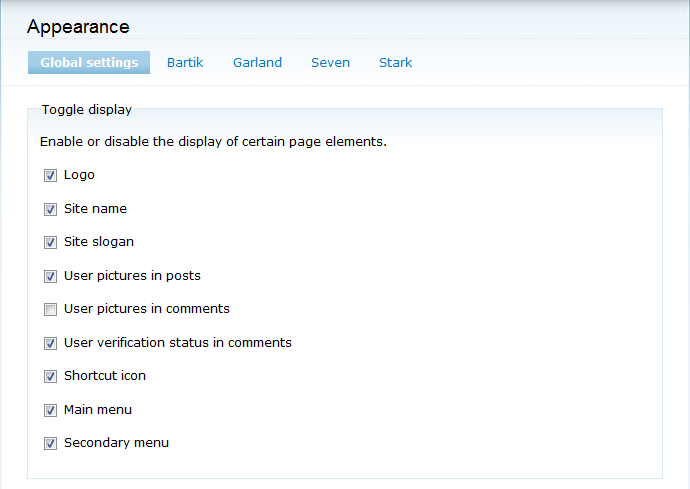 Appearance
Global settings Bartik Garland Seven Stark
Toggle display
Enable or disable the display of certain page elements.
Logo
Site name
Site slogan
User pictures in posts
User pictures in comments
User verification status in comments
Shortcut icon
Main menu
Secondary menu